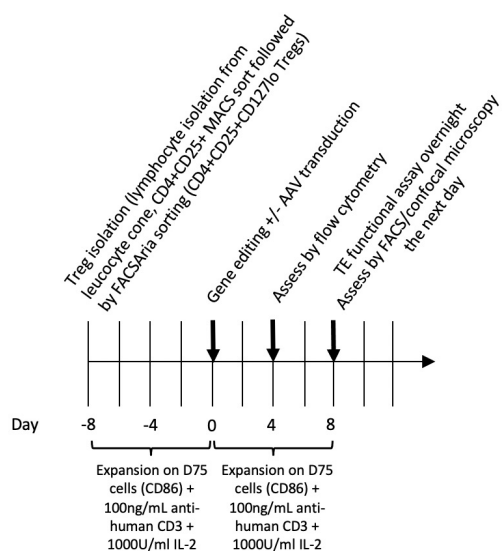 Treg isolation (lymphocyte isolation from
leucocyte cone, CD4+CD25+ MACS sort followed
by FACSAria sorting (CD4+CD25+CD127lo Tregs)
Gene editing +/- AAV transduction
Assess by flow cytometry
TE functional assay overnight
Assess by FACS/confocal microscopy
the next day
Day -8 -4 0 4 8
Expansion on D75
cells (CD86) +
100ng/mL anti-
human CD3 +
1000U/ml IL-2
Expansion on D75
cells (CD86) +
100ng/mL anti-
human CD3 +
1000U/ml IL-2